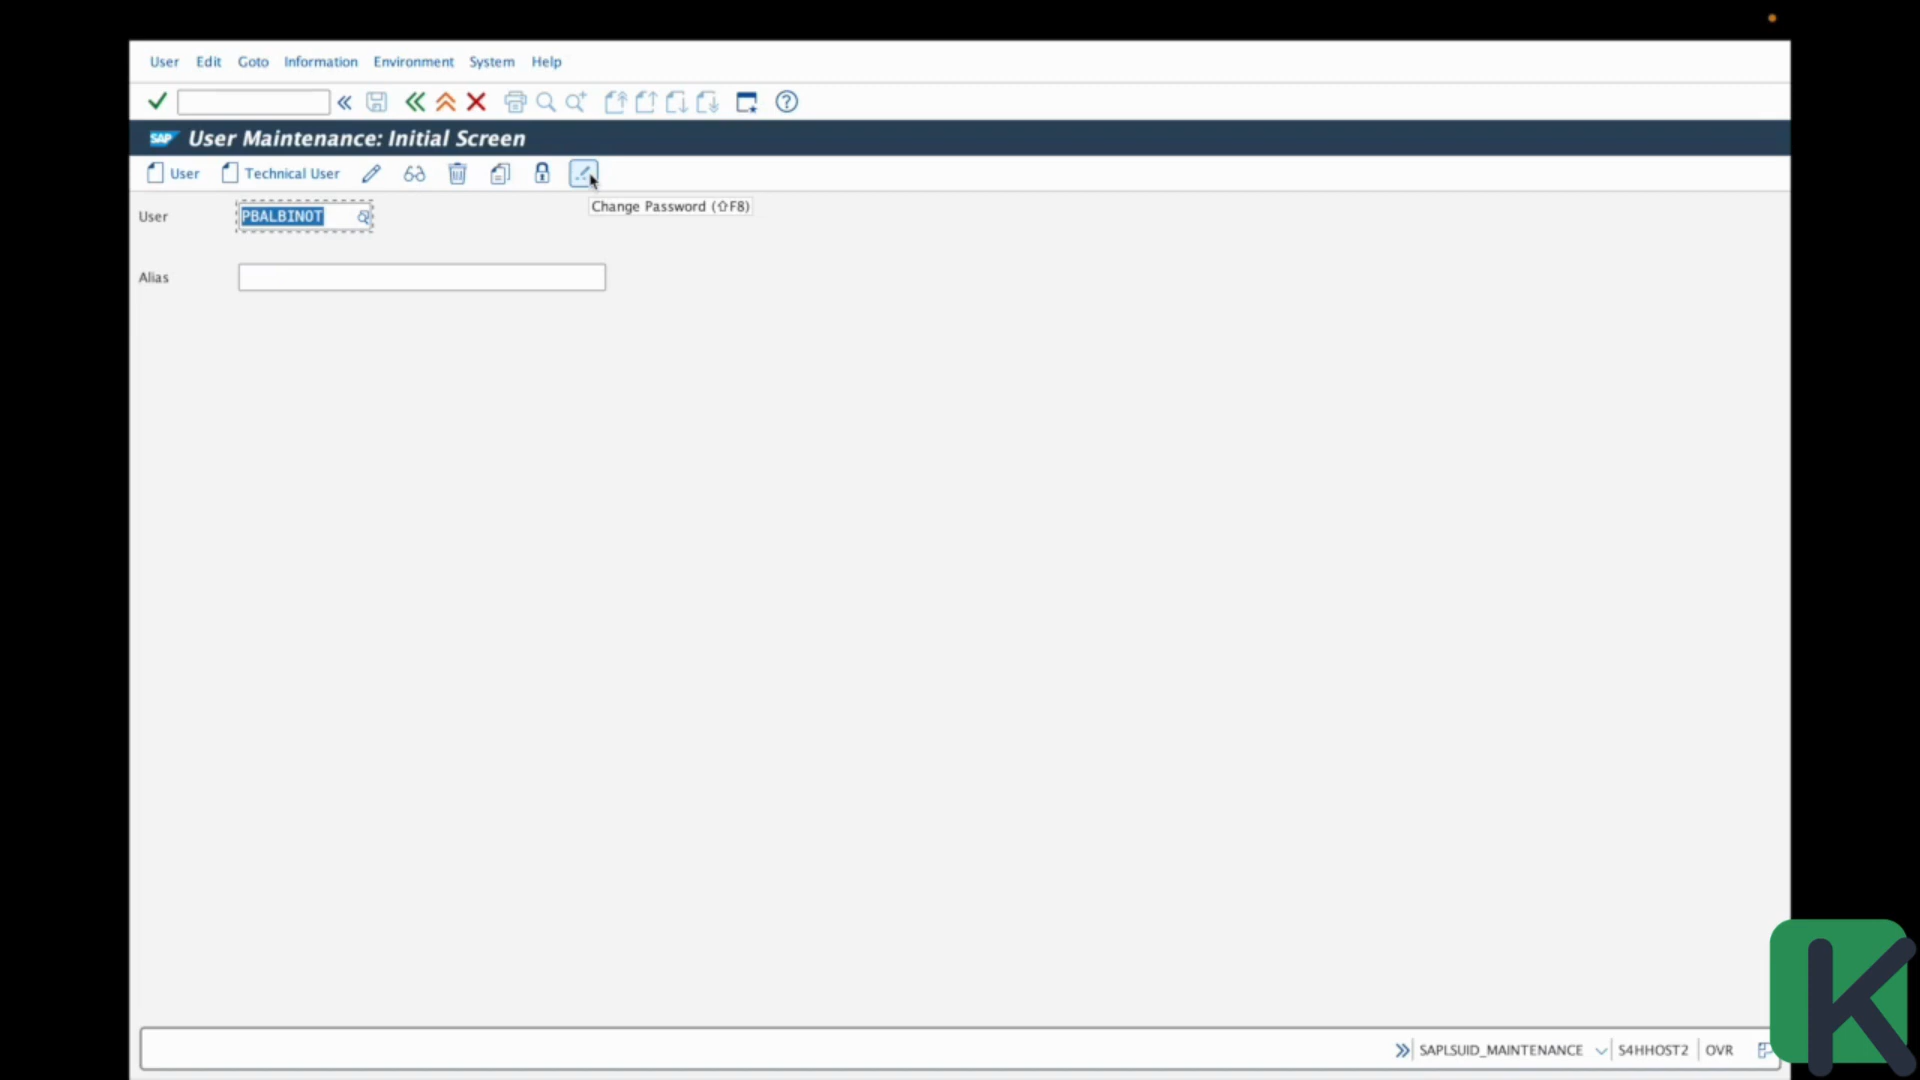 User Edit Goto Information Environment System Help
SAP User Maintenance: Initial Screen
User Technical User
Change Password (⇧F8)
User PBALBINOT
Alias
SAPLSUID_MAINTENANCE S4HHOST2 OVR
K